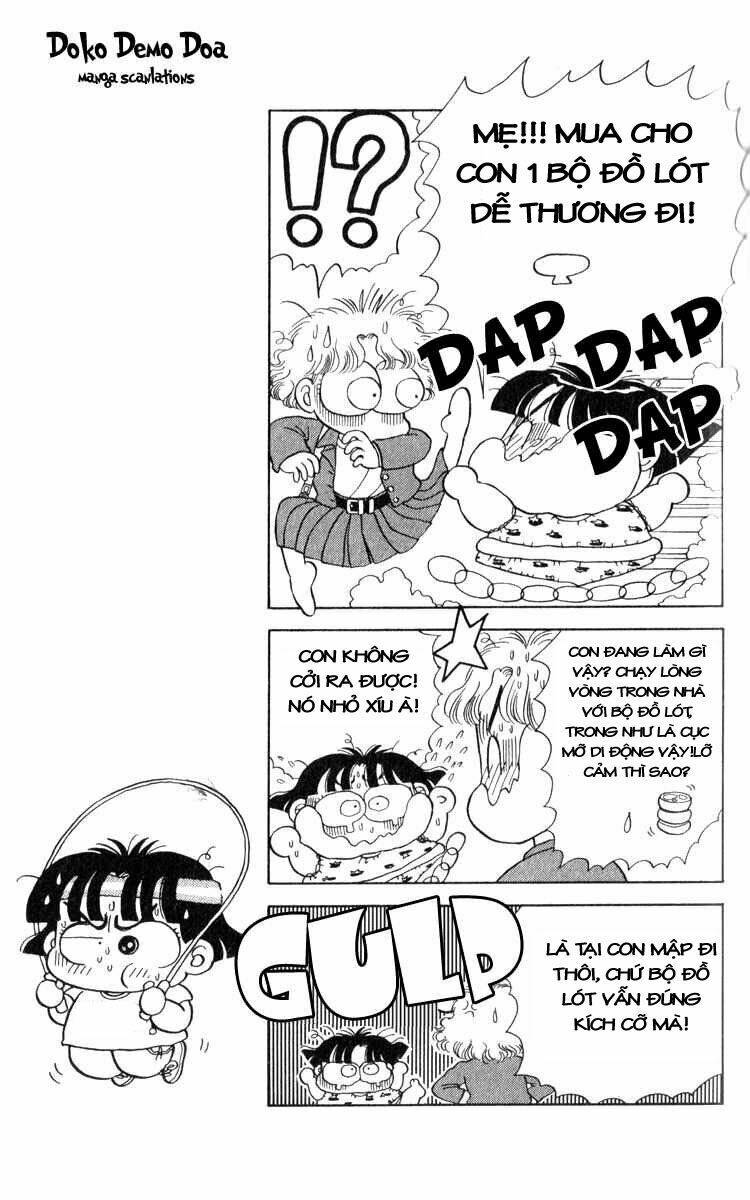 Doko Demo Doa
manga scanlations
!?
MẸ!!! MUA CHO
CON 1 BỘ ĐỒ LÓT
DỄ THƯƠNG ĐI!
DAP
DAP
DAP
CON ĐANG LÀM GÌ
VẬY? CHẠY LÒNG
VÒNG TRONG NHÀ
VỚI BỘ ĐỒ LÓT,
TRONG NHƯ LÀ CỤC
MỠ DI ĐỘNG VẬY!LỠ
CẢM THÌ SAO?
CON KHÔNG
CỞI RA ĐƯỢC!
NÓ NHỎ XÍU À!
GULP
LÀ TẠI CON MẬP ĐI
THÔI, CHỨ BỘ ĐỒ
LÓT VẪN ĐÚNG
KÍCH CỠ MÀ!